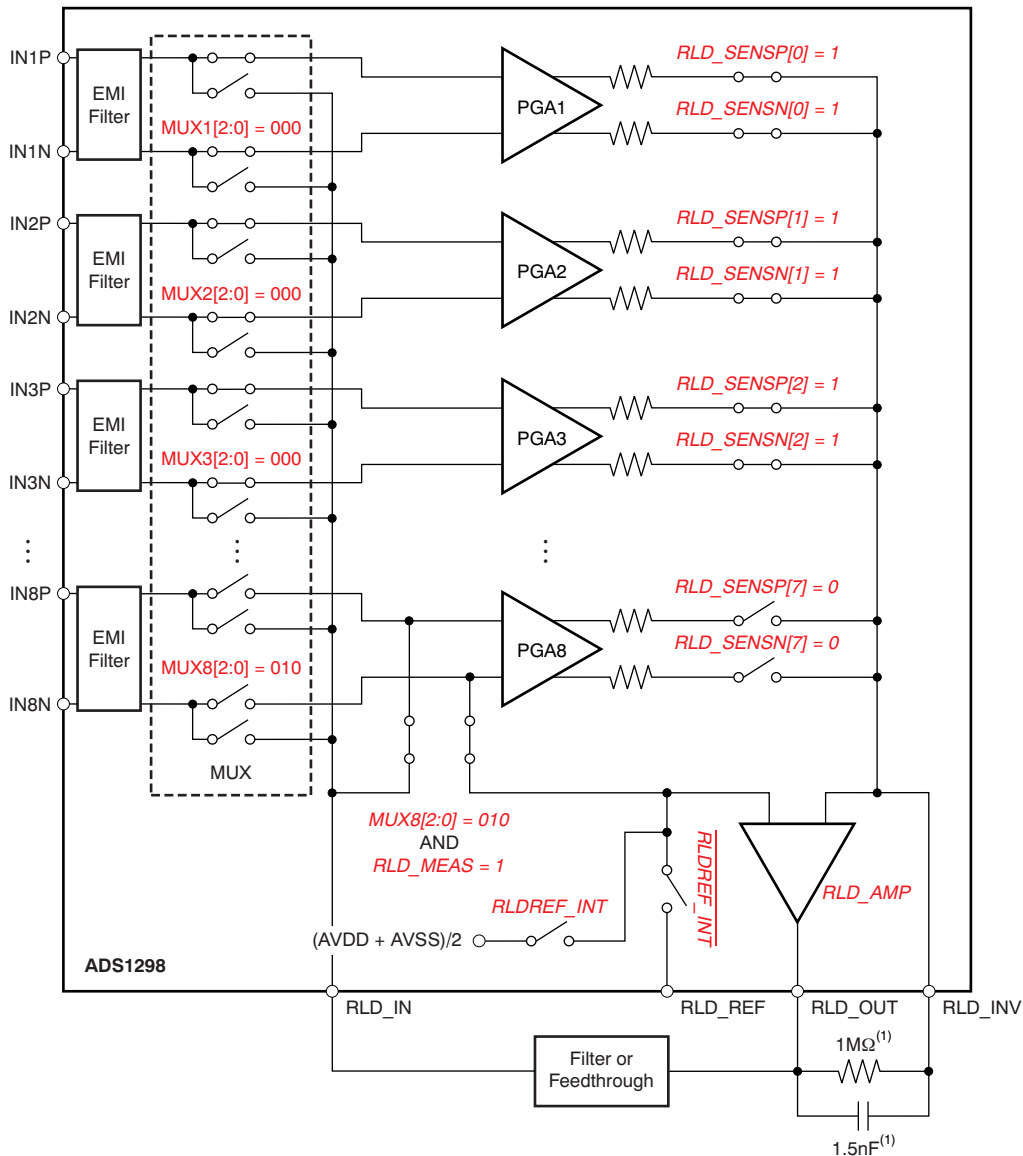 IN1P
EMI
Filter
IN1N
MUX1[2:0] = 000
PGA1
RLD_SENSP[0] = 1
RLD_SENSN[0] = 1
IN2P
EMI
Filter
IN2N
MUX2[2:0] = 000
PGA2
RLD_SENSP[1] = 1
RLD_SENSN[1] = 1
IN3P
EMI
Filter
IN3N
MUX3[2:0] = 000
PGA3
RLD_SENSP[2] = 1
RLD_SENSN[2] = 1
IN8P
EMI
Filter
IN8N
MUX8[2:0] = 010
MUX
PGA8
RLD_SENSP[7] = 0
RLD_SENSN[7] = 0
MUX8[2:0] = 010
AND
RLD_MEAS = 1
RLDREF_INT
(AVDD + AVSS)/2
RLDREF_INT
RLD_AMP
ADS1298
RLD_IN
RLD_REF
RLD_OUT
RLD_INV
Filter or
Feedthrough
1MΩ(1)
1.5nF(1)